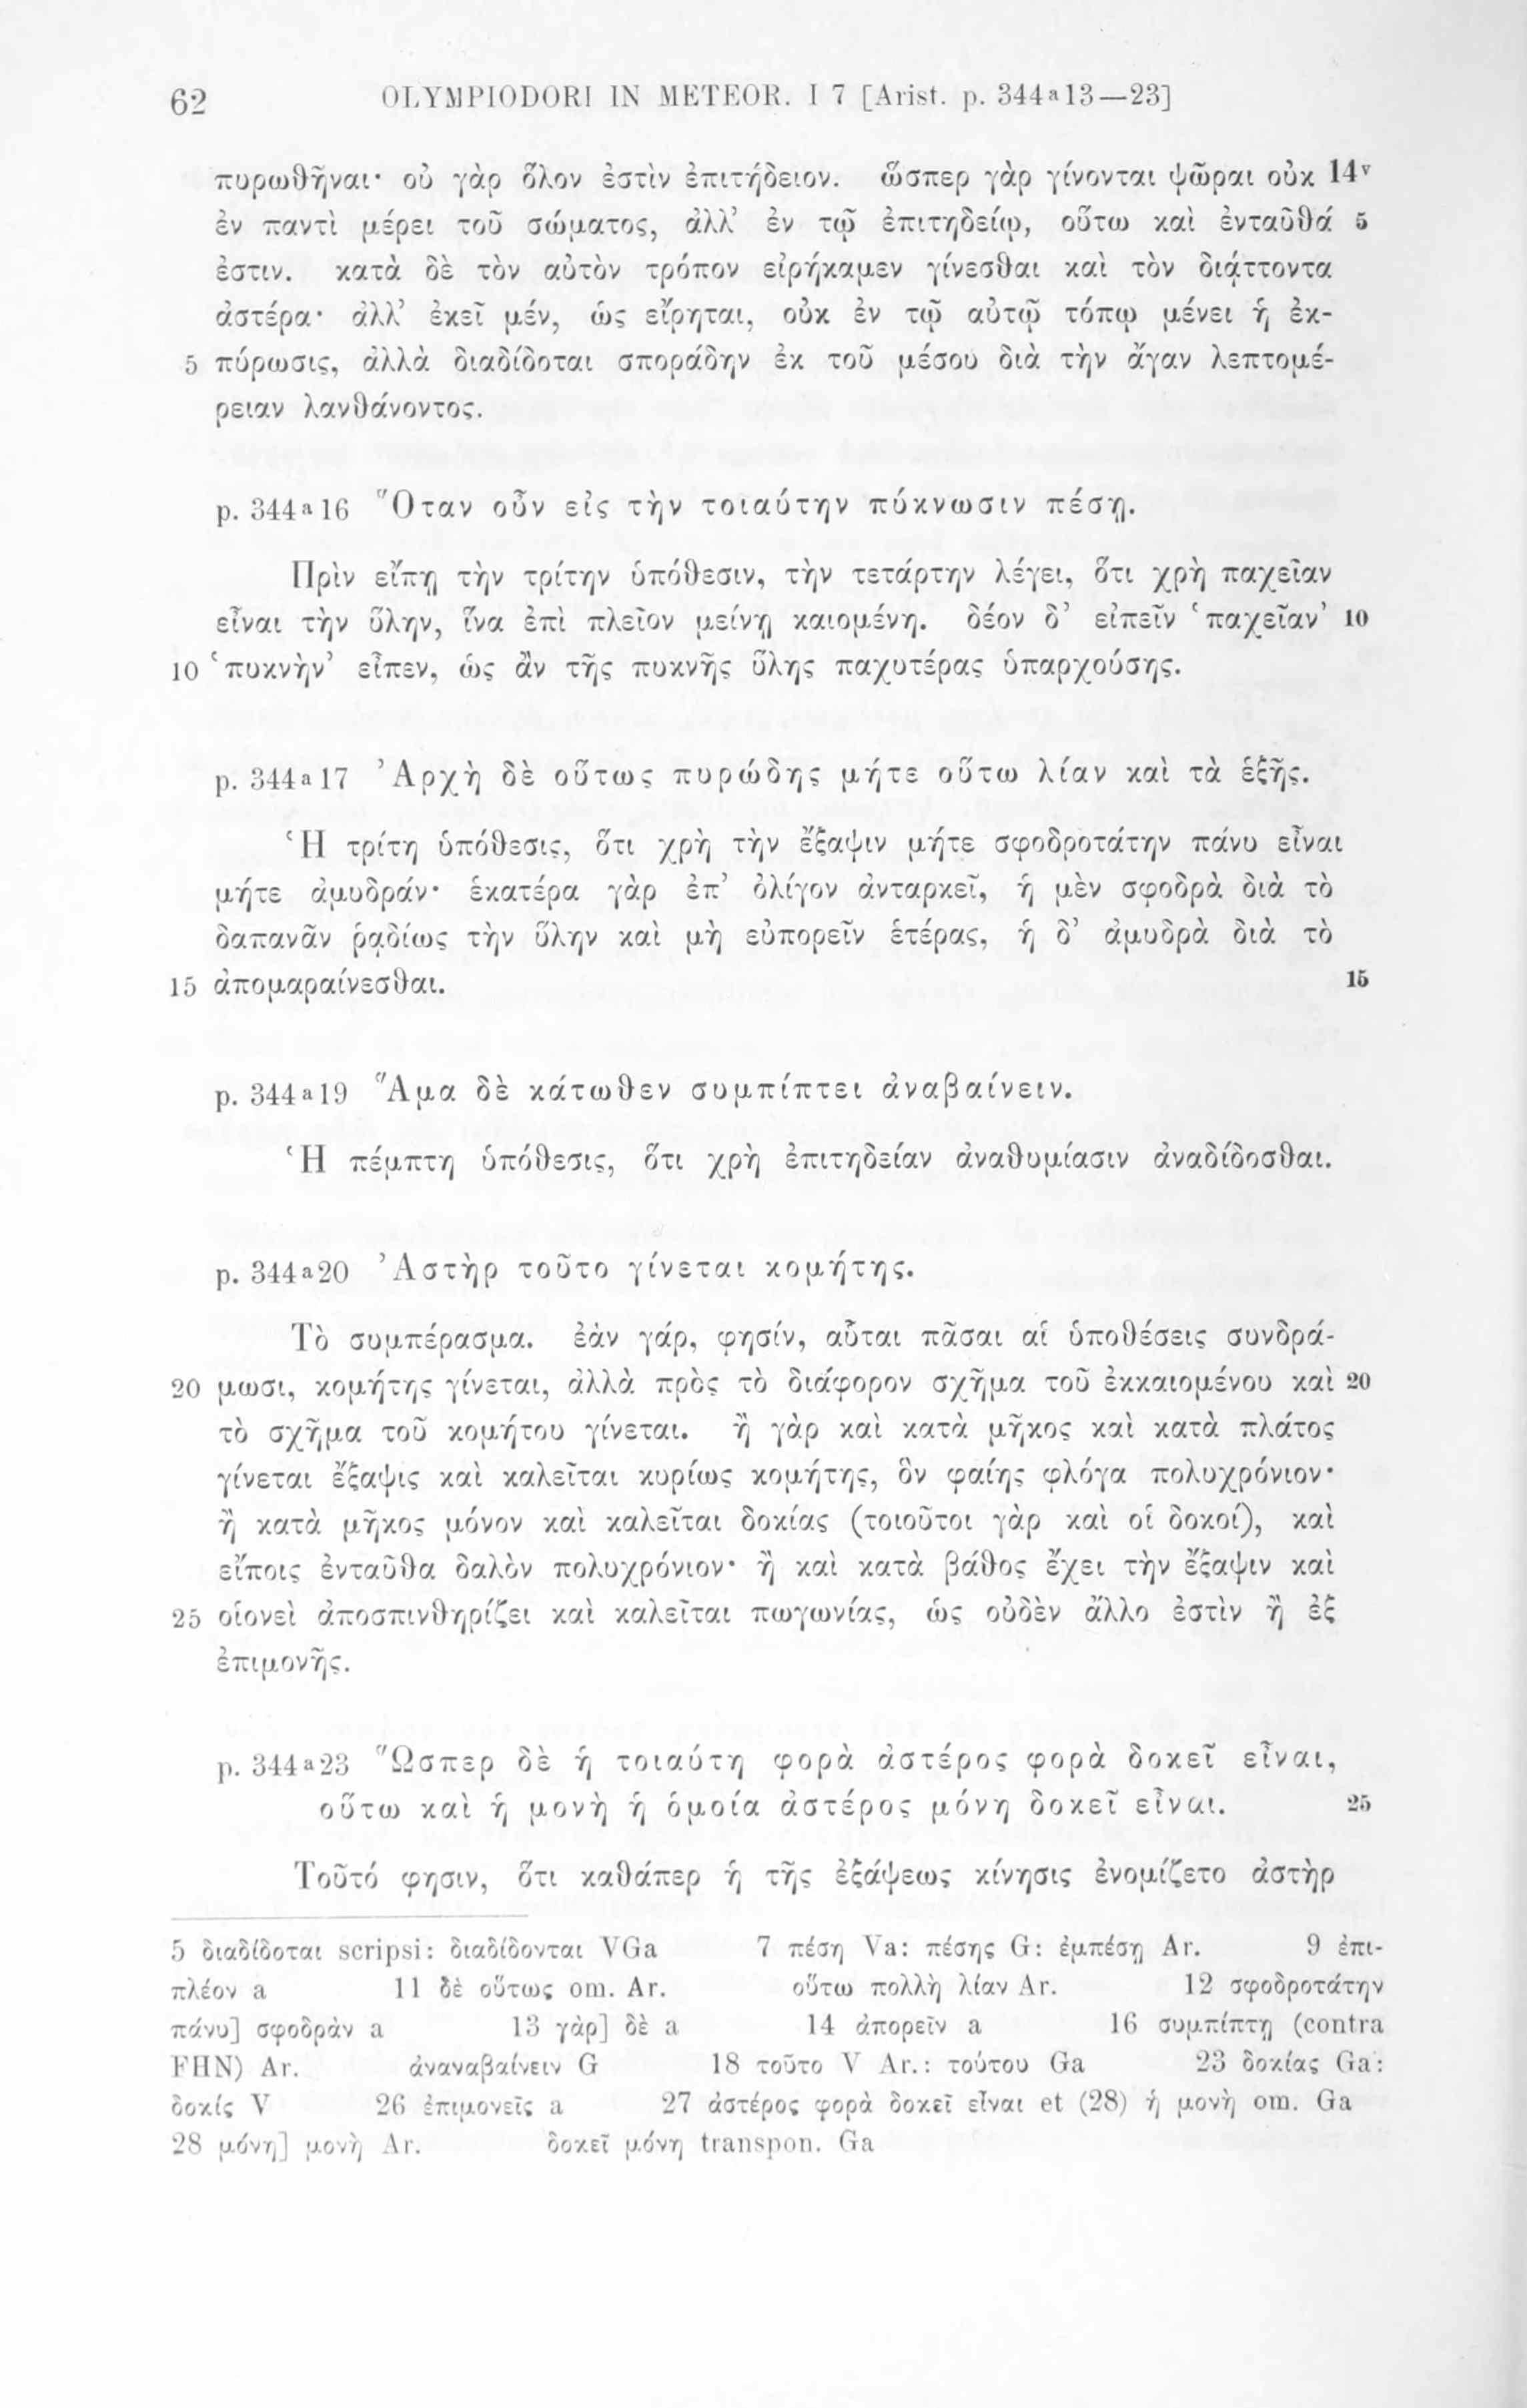 62 OLYMPIODORI IN METEOR. I 7 [Arist. p. 344a13—23]
πυρωθῆναι· οὐ γὰρ ὅλον ἐστὶν ἐπιτήδειον. ὥσπερ γὰρ γίνονται ψῶραι οὐκ 14v
ἐν παντὶ μέρει τοῦ σώματος, ἀλλ’ ἐν τῷ ἐπιτηδείῳ, οὕτω καὶ ἐνταῦθά 5
ἐστιν. κατὰ δὲ τὸν αὐτὸν τρόπον εἰρήκαμεν γίνεσθαι καὶ τὸν διᾴττοντα
ἀστέρα· ἀλλ’ ἐκεῖ μέν, ὡς εἴρηται, οὐκ ἐν τῷ αὐτῷ τόπῳ μένει ἡ ἐκ-
5 πύρωσις, ἀλλὰ διαδίδοται σποράδην ἐκ τοῦ μέσου διὰ τὴν ἄγαν λεπτομέ-
ρειαν λανθάνοντος.
p. 344a16 Ὅταν οὖν εἰς τὴν τοιαύτην πύκνωσιν πέσῃ.
Πρὶν εἴπῃ τὴν τρίτην ὑπόθεσιν, τὴν τετάρτην λέγει, ὅτι χρὴ παχεῖαν
εἶναι τὴν ὕλην, ἵνα ἐπὶ πλεῖον μείνῃ καιομένη. δέον δ’ εἰπεῖν ‘παχεῖαν’ 10
10 ‘πυκνὴν’ εἶπεν, ὡς ἂν τῆς πυκνῆς ὕλης παχυτέρας ὑπαρχούσης.
p. 344a17 Ἀρχὴ δὲ οὕτως πυρώδης μήτε οὕτω λίαν καὶ τὰ ἑξῆς.
Ἡ τρίτη ὑπόθεσις, ὅτι χρὴ τὴν ἔξαψιν μήτε σφοδροτάτην πάνυ εἶναι
μήτε ἀμυδράν· ἑκατέρα γὰρ ἐπ’ ὀλίγον ἀνταρκεῖ, ἡ μὲν σφοδρὰ διὰ τὸ
δαπανᾶν ῥᾳδίως τὴν ὕλην καὶ μὴ εὐπορεῖν ἑτέρας, ἡ δ’ ἀμυδρὰ διὰ τὸ
15 ἀπομαραίνεσθαι. 15
p. 344a19 Ἅμα δὲ κάτωθεν συμπίπτει ἀναβαίνειν.
Ἡ πέμπτη ὑπόθεσις, ὅτι χρὴ ἐπιτηδείαν ἀναθυμίασιν ἀναδίδοσθαι.
p. 344a20 Ἀστὴρ τοῦτο γίνεται κομήτης.
Τὸ συμπέρασμα. ἐὰν γάρ, φησίν, αὗται πᾶσαι αἱ ὑποθέσεις συνδρά-
20 μωσι, κομήτης γίνεται, ἀλλὰ πρὸς τὸ διάφορον σχῆμα τοῦ ἐκκαιομένου καὶ 20
τὸ σχῆμα τοῦ κομήτου γίνεται. ἢ γὰρ καὶ κατὰ μῆκος καὶ κατὰ πλάτος
γίνεται ἔξαψις καὶ καλεῖται κυρίως κομήτης, ὃν φαίης φλόγα πολυχρόνιον·
ἢ κατὰ μῆκος μόνον καὶ καλεῖται δοκίας (τοιοῦτοι γὰρ καὶ οἱ δοκοί), καὶ
εἴποις ἐνταῦθα δαλὸν πολυχρόνιον· ἢ καὶ κατὰ βάθος ἔχει τὴν ἔξαψιν καὶ
25 οἱονεὶ ἀποσπινθηρίζει καὶ καλεῖται πωγωνίας, ὡς οὐδὲν ἄλλο ἐστὶν ἢ ἐξ
ἐπιμονῆς.
p. 344a23 Ὥσπερ δὲ ἡ τοιαύτη φορὰ ἀστέρος φορὰ δοκεῖ εἶναι,
οὕτω καὶ ἡ μονὴ ἡ ὁμοία ἀστέρος μόνη δοκεῖ εἶναι. 25
Τοῦτό φησιν, ὅτι καθάπερ ἡ τῆς ἐξάψεως κίνησις ἐνομίζετο ἀστὴρ
5 διαδίδοται scripsi: διαδίδονται VGa 7 πέσῃ Va: πέσης G: ἐμπέσῃ Ar. 9 ἐπι-
πλέον a 11 δὲ οὕτως om. Ar. οὕτω πολλὴ λίαν Ar. 12 σφοδροτάτην
πάνυ] σφοδρὰν a 13 γὰρ] δὲ a 14 ἀπορεῖν a 16 συμπίπτῃ (contra
FHN) Ar. ἀναναβαίνειν G 18 τοῦτο V Ar.: τούτου Ga 23 δοκίας Ga:
δοκίς V 26 ἐπιμονεῖς a 27 ἀστέρος φορὰ δοκεῖ εἶναι et (28) ἡ μονὴ om. Ga
28 μόνη] μονὴ Ar. δοκεῖ μόνη transpon. Ga